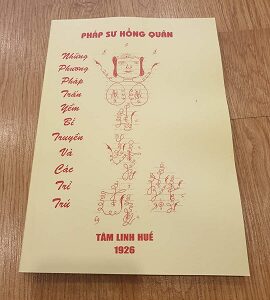 PHÁP SƯ HỒNG QUÂN
Những
Phương
Pháp
Trấn
Yểm
Bí
Truyền
Và
Các
Trì
Trú
TÂM LINH HUẾ
1926